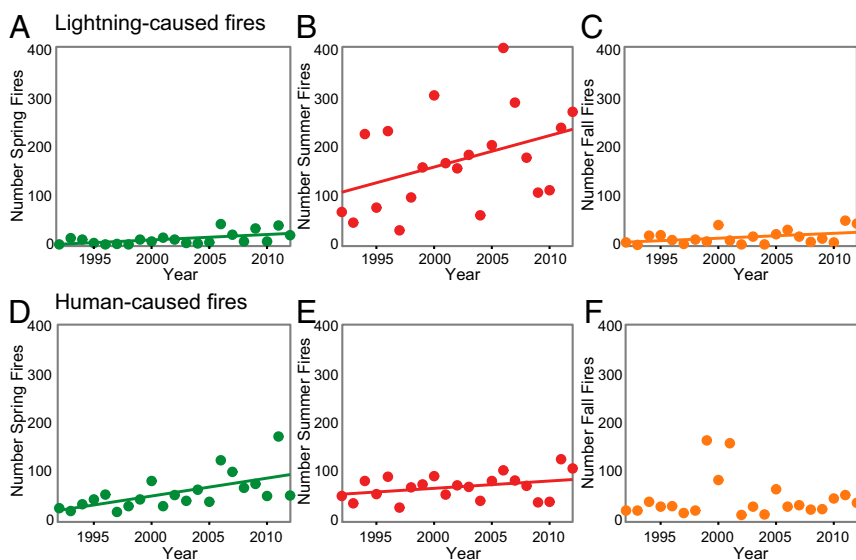 A Lightning-caused fires
B
C
Number Spring Fires
400
300
200
100
0
1995 2000 2005 2010
Year
Number Summer Fires
400
300
200
100
0
1995 2000 2005 2010
Year
Number Fall Fires
400
300
200
100
0
1995 2000 2005 2010
Year
D Human-caused fires
E
F
Number Spring Fires
400
300
200
100
0
1995 2000 2005 2010
Year
Number Summer Fires
400
300
200
100
0
1995 2000 2005 2010
Year
Number Fall Fires
400
300
200
100
0
1995 2000 2005 2010
Year